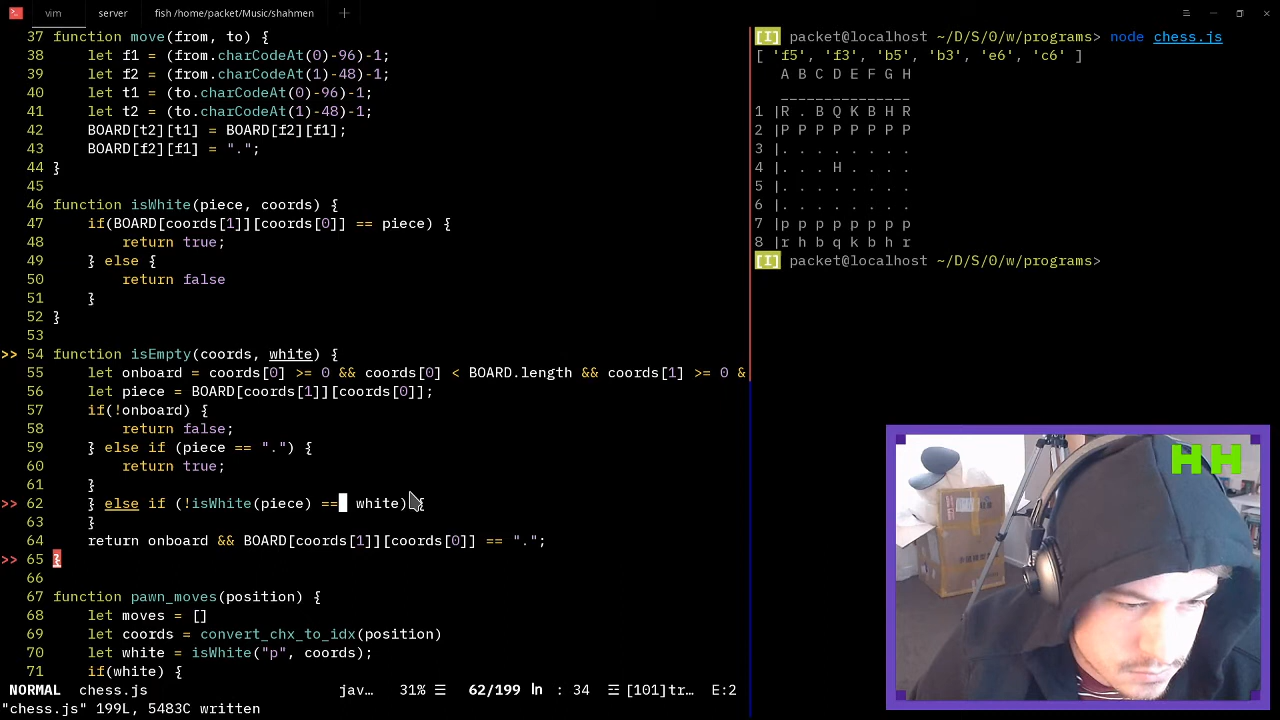 vim server fish /home/packet/Music/shahmen +
37 function move(from, to) {
38 let f1 = (from.charCodeAt(0)-96)-1;
39 let f2 = (from.charCodeAt(1)-48)-1;
40 let t1 = (to.charCodeAt(0)-96)-1;
41 let t2 = (to.charCodeAt(1)-48)-1;
42 BOARD[t2][t1] = BOARD[f2][f1];
43 BOARD[f2][f1] = ".";
44 }
45
46 function isWhite(piece, coords) {
47 if(BOARD[coords[1]][coords[0]] == piece) {
48 return true;
49 } else {
50 return false
51 }
52 }
53
>> 54 function isEmpty(coords, white) {
55 let onboard = coords[0] >= 0 && coords[0] < BOARD.length && coords[1] >= 0 &
56 let piece = BOARD[coords[1]][coords[0]];
57 if(!onboard) {
58 return false;
59 } else if (piece == ".") {
60 return true;
61 }
>> 62 } else if (!isWhite(piece) == white) {
63 }
64 return onboard && BOARD[coords[1]][coords[0] == ".";
>> 65 }
66
67 function pawn_moves(position) {
68 let moves = []
69 let coords = convert_chx_to_idx(position)
70 let white = isWhite("p", coords);
71 if(white) {
NORMAL chess.js jav… 31% ☰ 62/199 ln : 34 ☲ [101]tr… E:2
"chess.js" 199L, 5483C written
[I] packet@localhost ~/D/S/0/w/programs> node chess.js
[ 'f5', 'f3', 'b5', 'b3', 'e6', 'c6' ]
A B C D E F G H
_______________
1 |R . B Q K B H R
2 |P P P P P P P P
3 |. . . . . . . .
4 |. . . H . . . .
5 |. . . . . . . .
6 |. . . . . . . .
7 |p p p p p p p p
8 |r h b q k b h r
[I] packet@localhost ~/D/S/0/w/programs>
HH